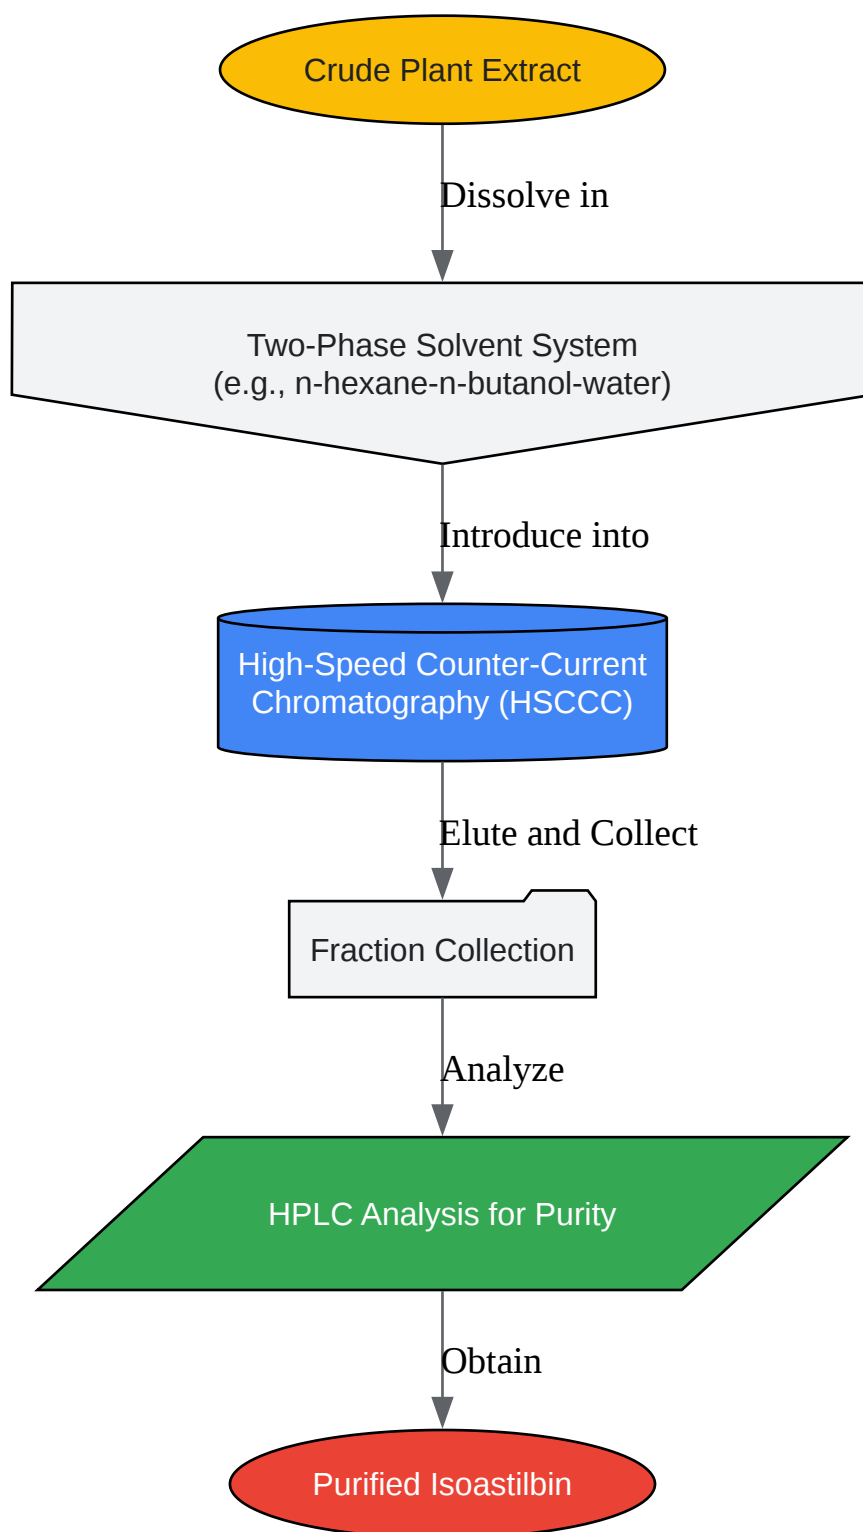 Crude Plant Extract
Dissolve in
Two-Phase Solvent System
(e.g., n-hexane-n-butanol-water)
Introduce into
High-Speed Counter-Current
Chromatography (HSCCC)
Elute and Collect
Fraction Collection
Analyze
HPLC Analysis for Purity
Obtain
Purified Isoastilbin